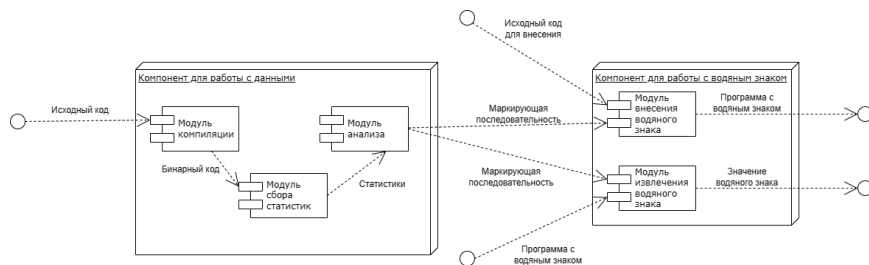 Исходный код
для внесения
Компонент для работы с данными
Компонент для работы с водяным знаком
Исходный код
Модуль
компиляции
Модуль
анализа
Маркирующая
последовательность
Модуль
внесения
водяного
знака
Программа с
водяным знаком
Бинарный код
Модуль
сбора
статистик
Статистики
Маркирующая
последовательность
Модуль
извлечения
водяного
знака
Значение
водяного знака
Программа с
водяным знаком